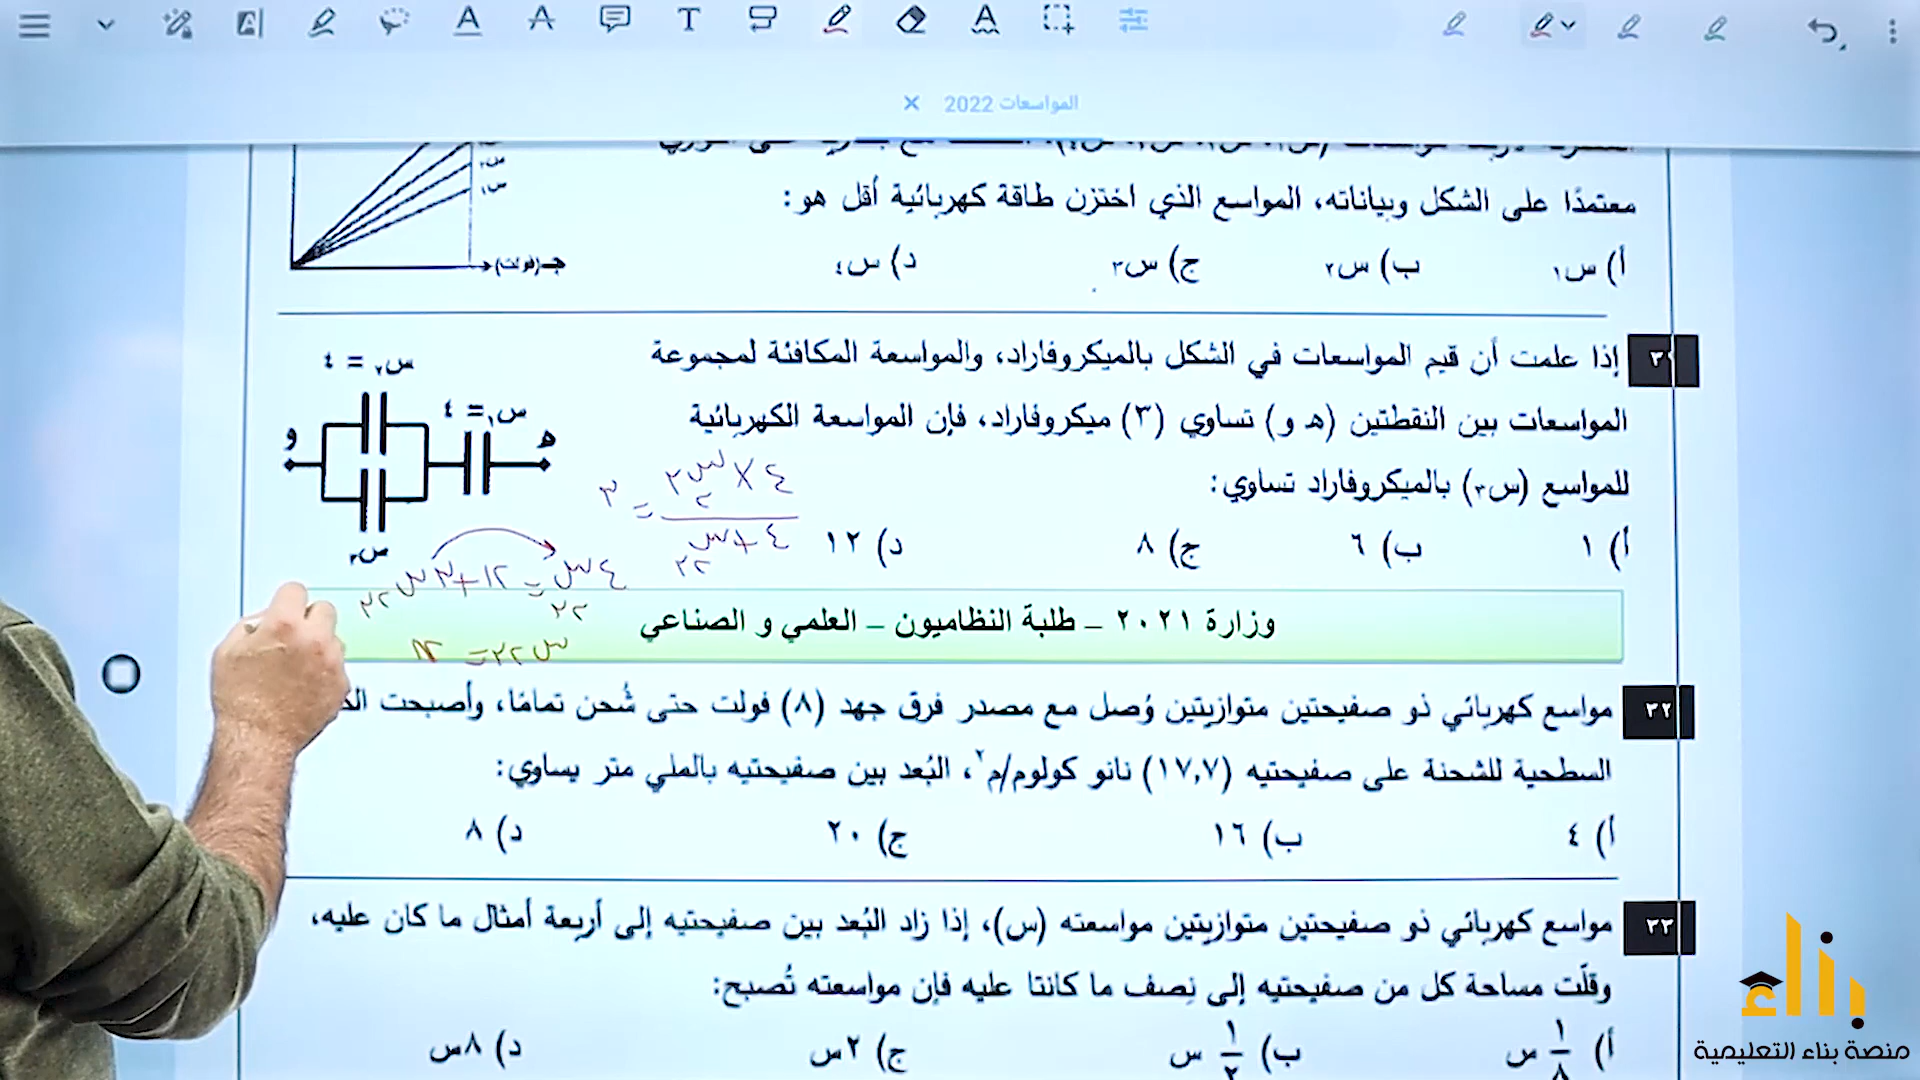 المواسعات 2022
معتمدًا على الشكل وبياناته، المواسع الذي اختزن طاقة كهربائية أقل هو:
أ) س١ ب) س٢ ج) س٣ د) س٤
جـ(فولت)
إذا علمت أن قيم المواسعات في الشكل بالميكروفاراد، والمواسعة المكافئة لمجموعة
المواسعات بين النقطتين (هـ و) تساوي (٣) ميكروفاراد، فإن المواسعة الكهربائية
للمواسع (س٣) بالميكروفاراد تساوي:
أ) ١ ب) ٦ ج) ٨ د) ١٢
س٢ = ٤
س١ = ٤
هـ
و
س٣
وزارة ٢٠٢١ – طلبة النظاميون – العلمي و الصناعي
٣٢ مواسع كهربائي ذو صفيحتين متوازيتين وُصل مع مصدر فرق جهد (٨) فولت حتى شُحن تمامًا، وأصبحت
السطحية للشحنة على صفيحتيه (١٧,٧) نانو كولوم/م٢، البُعد بين صفيحتيه بالملي متر يساوي:
أ) ٤ ب) ١٦ ج) ٢٠ د) ٨
٣٣ مواسع كهربائي ذو صفيحتين متوازيتين مواسعته (س)، إذا زاد البُعد بين صفيحتيه إلى أربعة أمثال ما كان عليه،
وقلّت مساحة كل من صفيحتيه إلى نِصف ما كانتا عليه فإن مواسعته تُصبح:
أ) ١/٨ س ب) ١/٢ س ج) ٢س د) ٨س
بناء
منصة بناء التعليمية